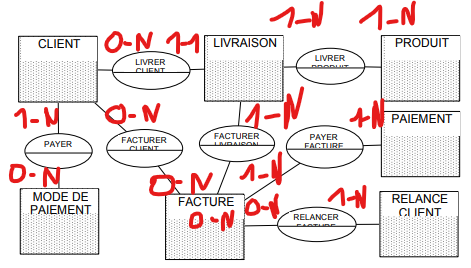 1-N 1-N
CLIENT 0-N 1-1 LIVRAISON PRODUIT
LIVRER
CLIENT
LIVRER
PRODUIT
1-N 0-N 1-N 1-N PAIEMENT
PAYER
FACTURER
CLIENT
FACTURER
LIVRAISON
PAYER
FACTURE
0-N 0-N 1-N
MODE DE
PAIEMENT
FACTURE
0-N 0-N 1-N
RELANCER
FACTURE
RELANCE
CLIENT